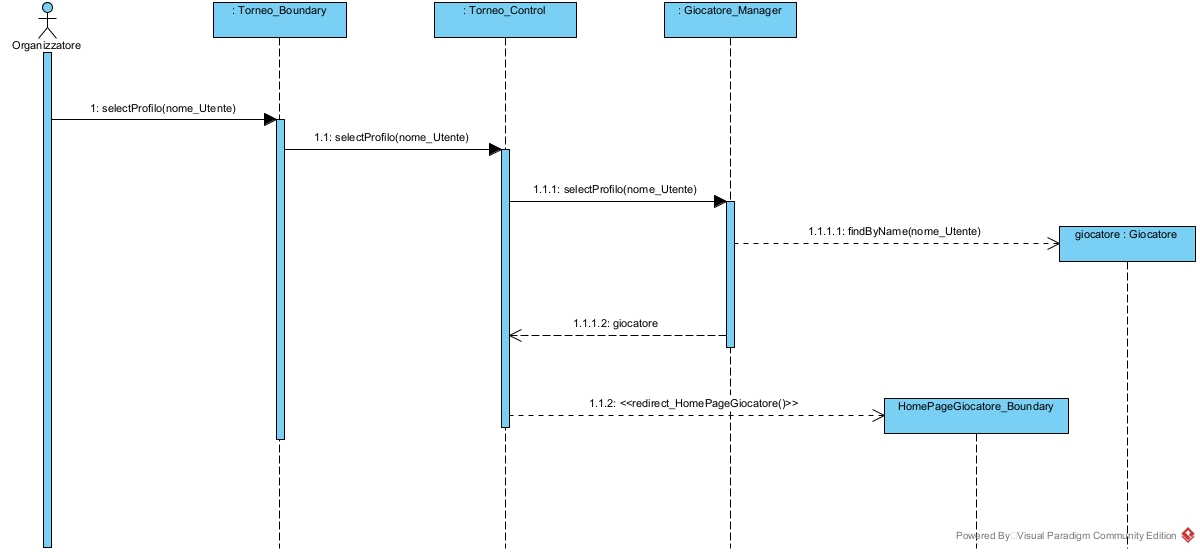 : Torneo_Boundary
: Torneo_Control
: Giocatore_Manager
Organizzatore
1: selectProfilo(nome_Utente)
1.1: selectProfilo(nome_Utente)
1.1.1: selectProfilo(nome_Utente)
1.1.1.1: findByName(nome_Utente)
giocatore : Giocatore
1.1.1.2: giocatore
1.1.2: <<redirect_HomePageGiocatore()>>
HomePageGiocatore_Boundary
Powered By Visual Paradigm Community Edition